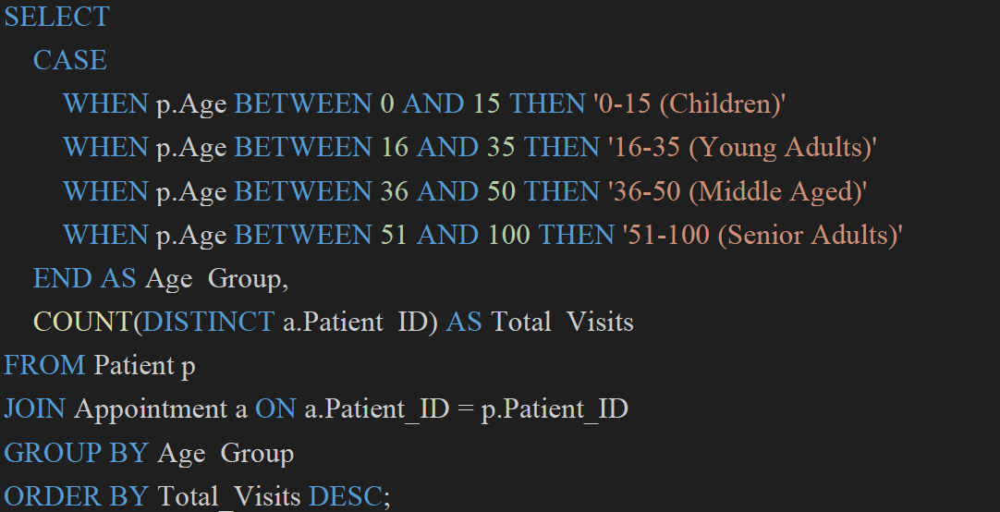 SELECT
CASE
WHEN p.Age BETWEEN 0 AND 15 THEN '0-15 (Children)'
WHEN p.Age BETWEEN 16 AND 35 THEN '16-35 (Young Adults)'
WHEN p.Age BETWEEN 36 AND 50 THEN '36-50 (Middle Aged)'
WHEN p.Age BETWEEN 51 AND 100 THEN '51-100 (Senior Adults)'
END AS Age Group,
COUNT(DISTINCT a.Patient ID) AS Total Visits
FROM Patient p
JOIN Appointment a ON a.Patient_ID = p.Patient_ID
GROUP BY Age Group
ORDER BY Total_Visits DESC;